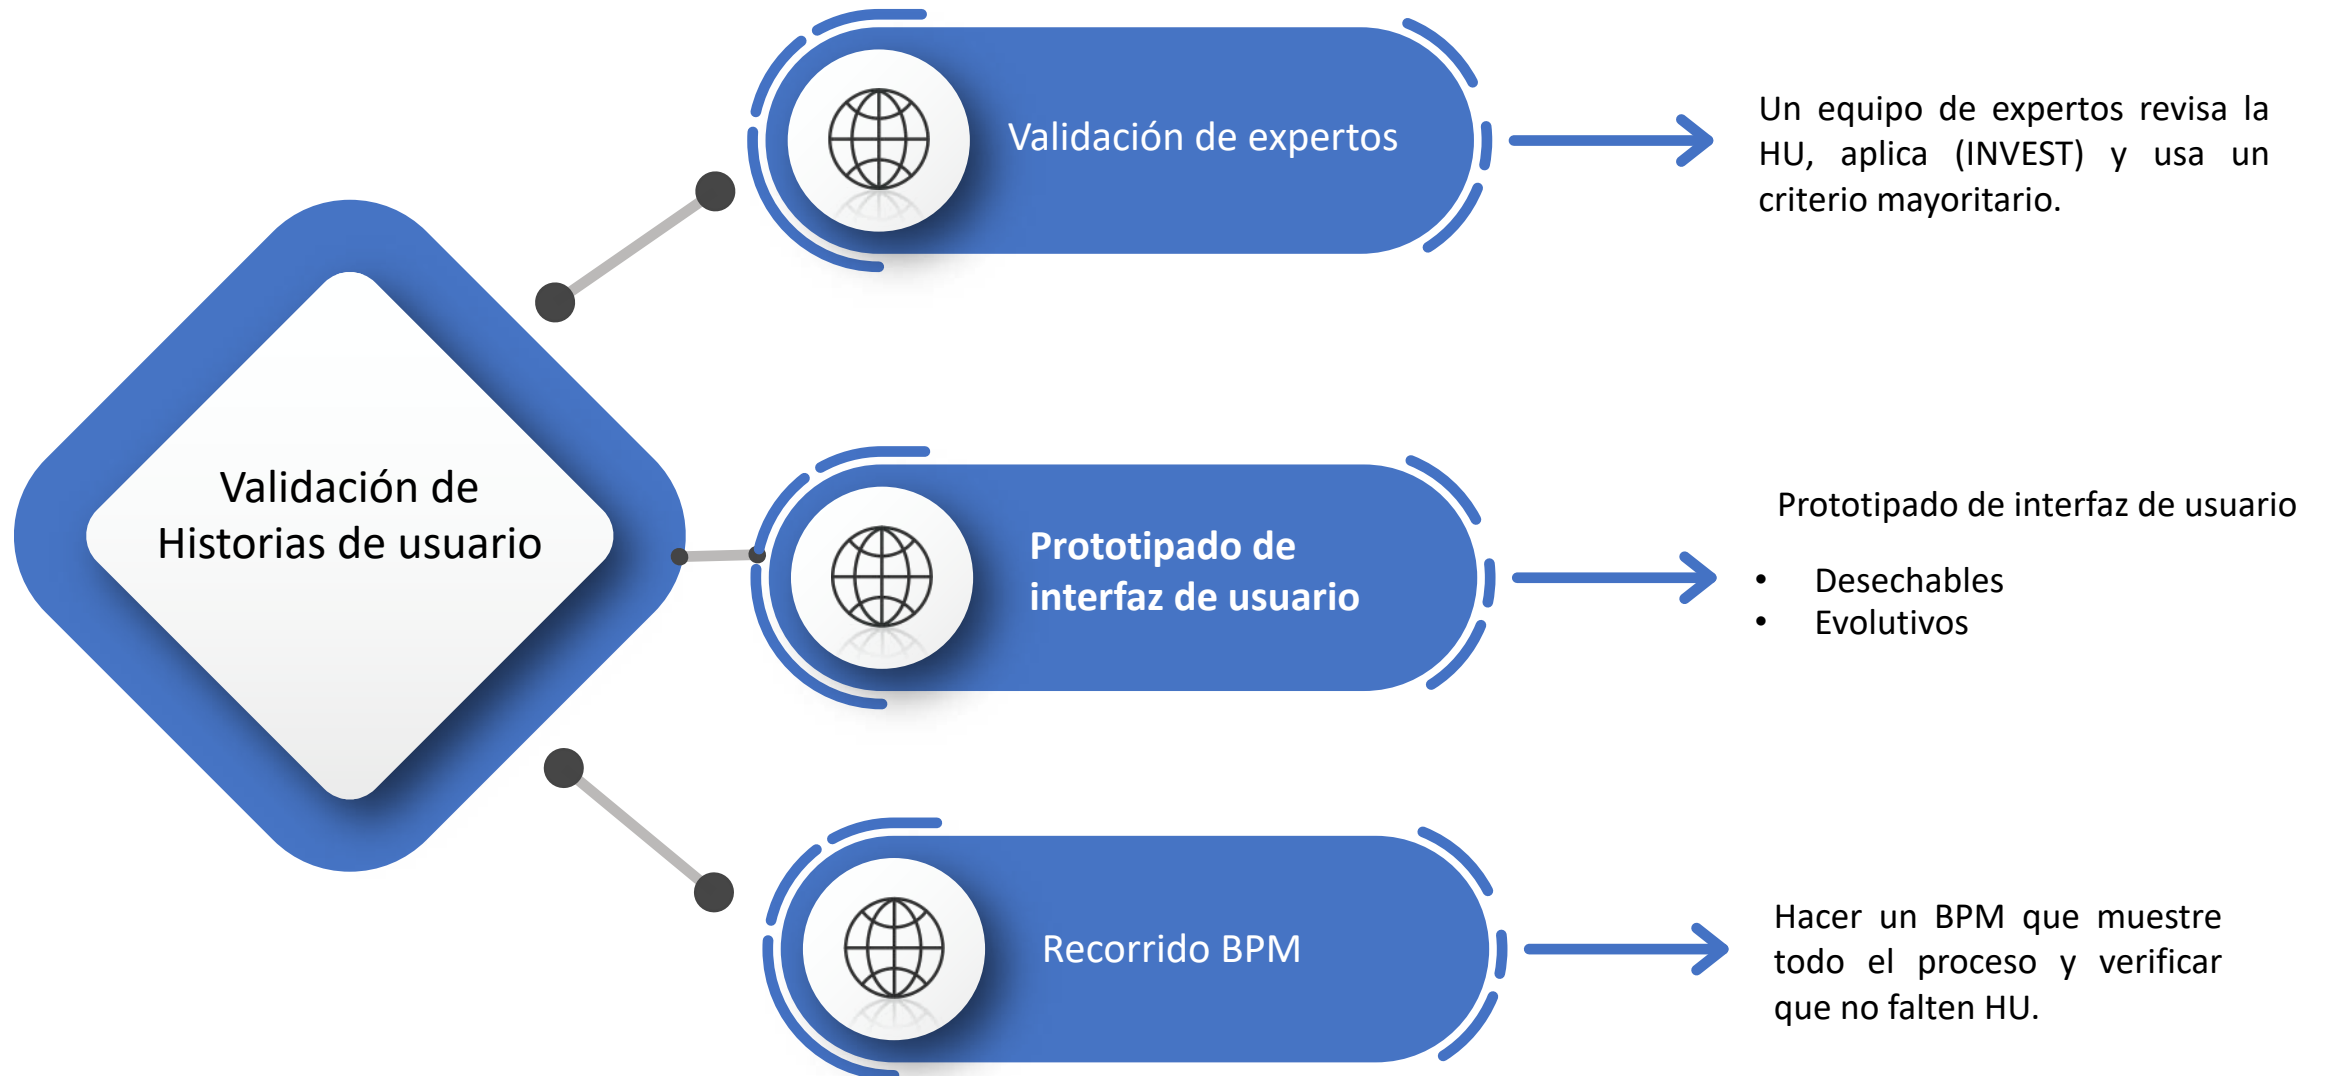 Validación de
Historias de usuario
Validación de expertos
Un equipo de expertos revisa la
HU, aplica (INVEST) y usa un
criterio mayoritario.
Prototipado de
interfaz de usuario
Prototipado de interfaz de usuario
• Desechables
• Evolutivos
Recorrido BPM
Hacer un BPM que muestre
todo el proceso y verificar
que no falten HU.